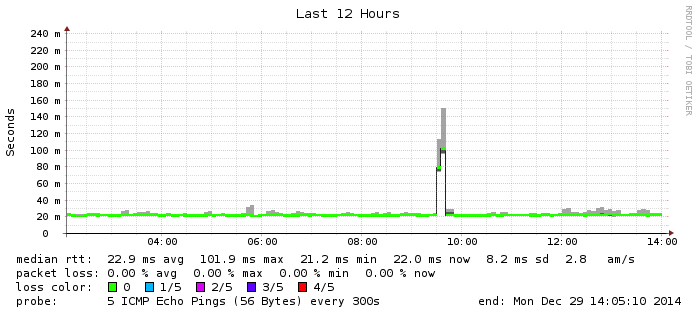 Last 12 Hours
RRDTOOL / TOBI OETIKER
Seconds
240 m
220 m
200 m
180 m
160 m
140 m
120 m
100 m
80 m
60 m
40 m
20 m
0
04:00 06:00 08:00 10:00 12:00 14:00
median rtt: 22.9 ms avg 101.9 ms max 21.2 ms min 22.0 ms now 8.2 ms sd 2.8 am/s
packet loss: 0.00 % avg 0.00 % max 0.00 % min 0.00 % now
loss color: 0 1/5 2/5 3/5 4/5
probe: 5 ICMP Echo Pings (56 Bytes) every 300s end: Mon Dec 29 14:05:10 2014